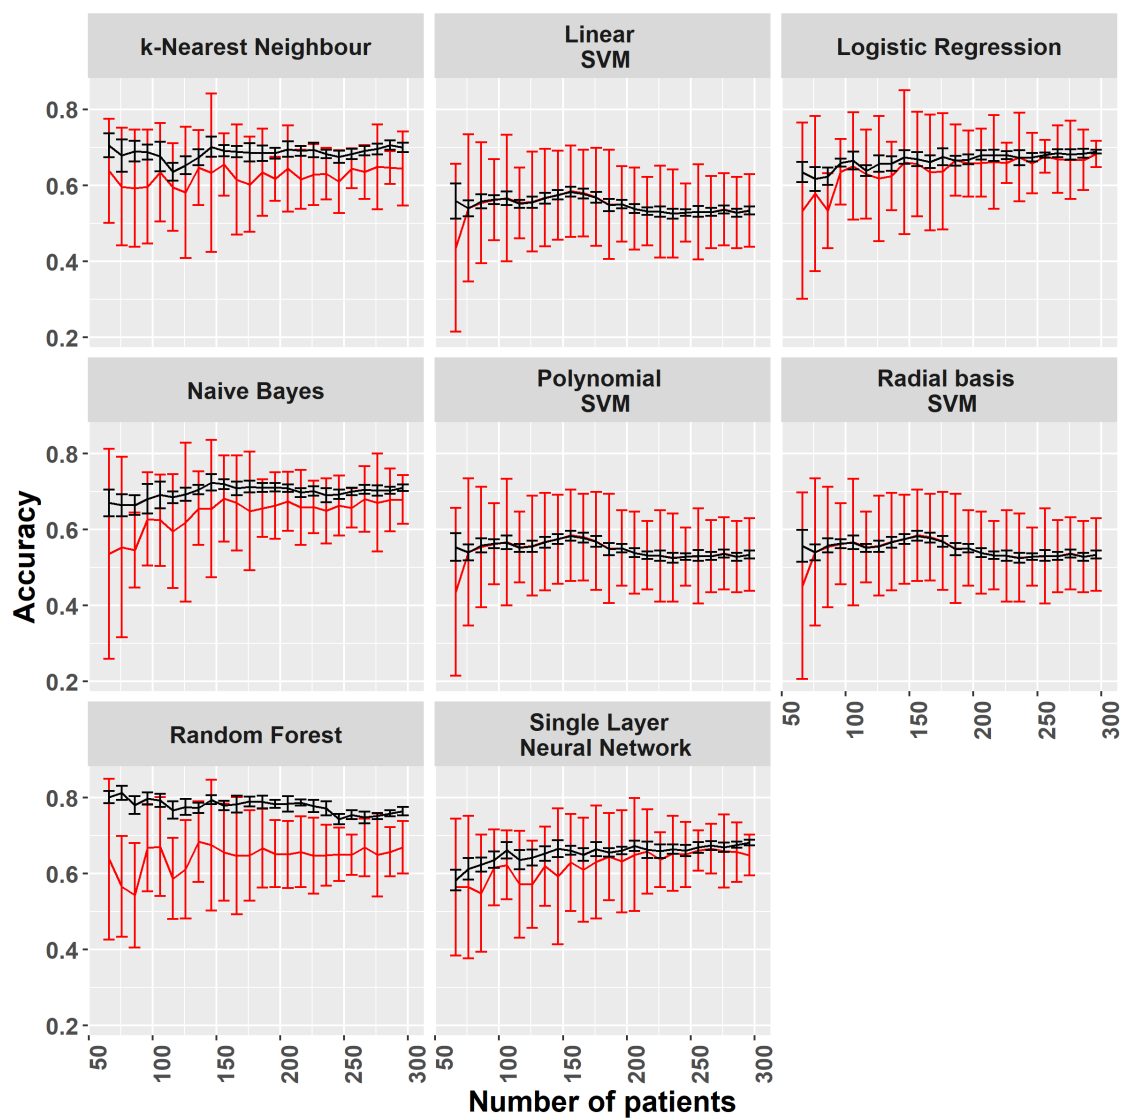 k-Nearest Neighbour
Linear
SVM
Logistic Regression
0.8
0.6
0.4
0.2
Naive Bayes
Polynomial
SVM
Radial basis
SVM
0.8
0.6
0.4
0.2
50
100
150
200
250
300
Random Forest
Single Layer
Neural Network
0.8
0.6
0.4
0.2
50
100
150
200
250
300
50
100
150
200
250
300
Accuracy
Number of patients